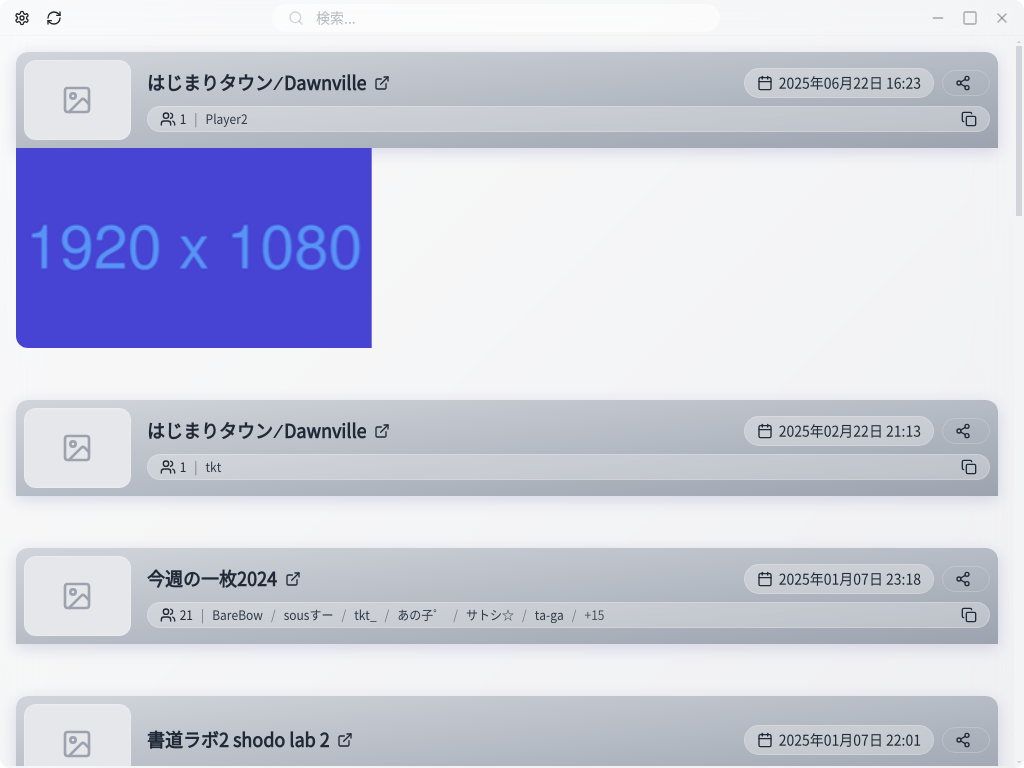 検索...
はじまりタウン⁄Dawnville
2025年06月22日 16:23
1 | Player2
1920 x 1080
はじまりタウン⁄Dawnville
2025年02月22日 21:13
1 | tkt
今週の一枚2024
2025年01月07日 23:18
21 | BareBow / sousすー / tkt_ / あの子゜ / サトシ☆ / ta-ga / +15
書道ラボ2 shodo lab 2
2025年01月07日 22:01